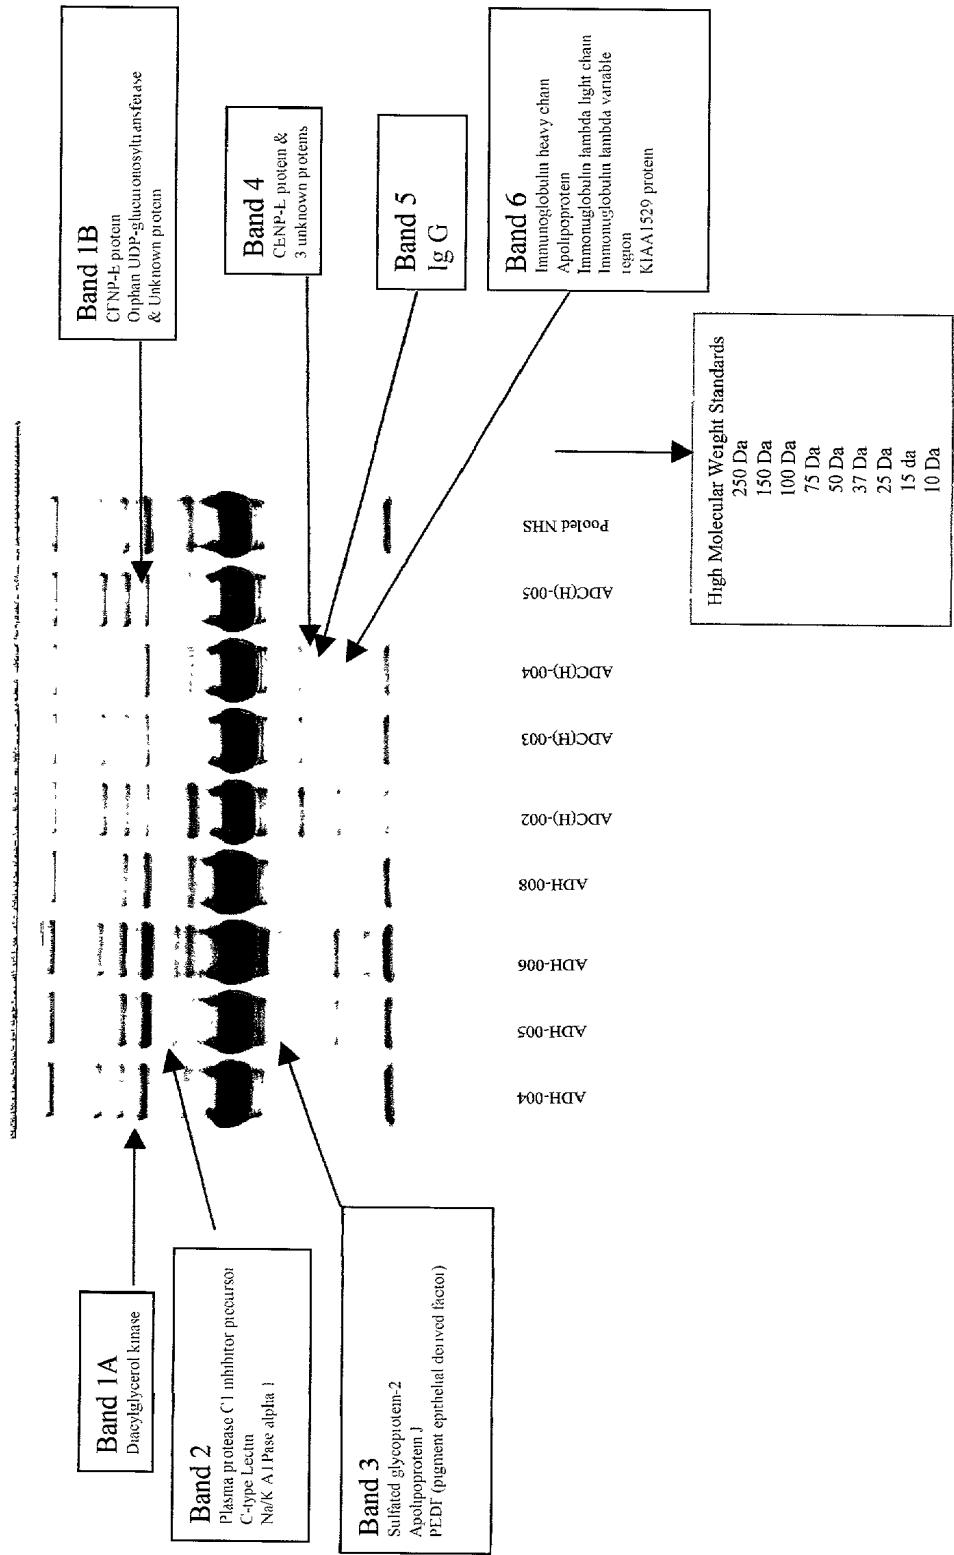 Band 1A
Diacylglycerol kinase
Band 2
Plasma protease C1 inhibitor precursor
C-type Lectin
Na/K ATPase alpha 1
Band 3
Sulfated glycoprotein-2
Apolipoprotein J
PEDF (pigment epithelial derived factor)
Band 1B
CENP-E protein
Orphan UDP-glucuronosyltransferase
& Unknown protein
Band 4
CENP-E protein &
3 unknown proteins
Band 5
Ig G
Band 6
Immunoglobulin heavy chain
Apolipoprotein
Immonuglobulin lambda light chain
Immonuglobulin lambda variable
region
KIAA1529 protein
ADH-004
ADH-005
ADH-006
ADH-008
ADC(H)-002
ADC(H)-003
ADC(H)-004
ADC(H)-005
Pooled NHS
High Molecular Weight Standards
250 Da
150 Da
100 Da
75 Da
50 Da
37 Da
25 Da
15 da
10 Da